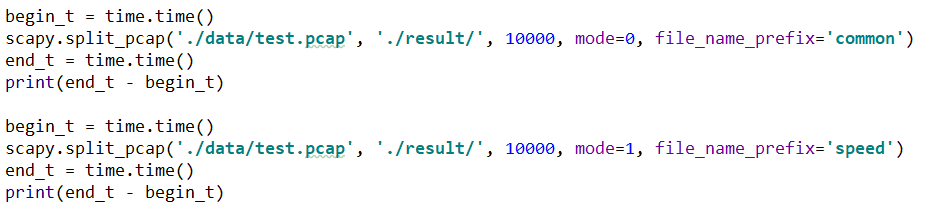 begin_t = time.time()
scapy.split_pcap('./data/test.pcap', './result/', 10000, mode=0, file_name_prefix='common')
end_t = time.time()
print(end_t - begin_t)

begin_t = time.time()
scapy.split_pcap('./data/test.pcap', './result/', 10000, mode=1, file_name_prefix='speed')
end_t = time.time()
print(end_t - begin_t)